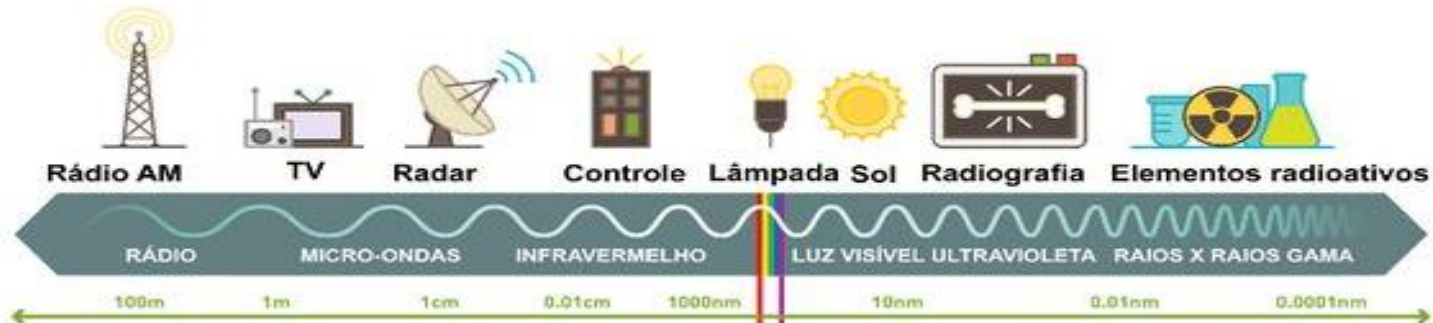 Rádio AM TV Radar Controle Lâmpada Sol Radiografia Elementos radioativos
RÁDIO MICRO-ONDAS INFRAVERMELHO LUZ VISÍVEL ULTRAVIOLETA RAIOS X RAIOS GAMA
100m 1m 1cm 0.01cm 1000nm 10nm 0.01nm 0.0001nm